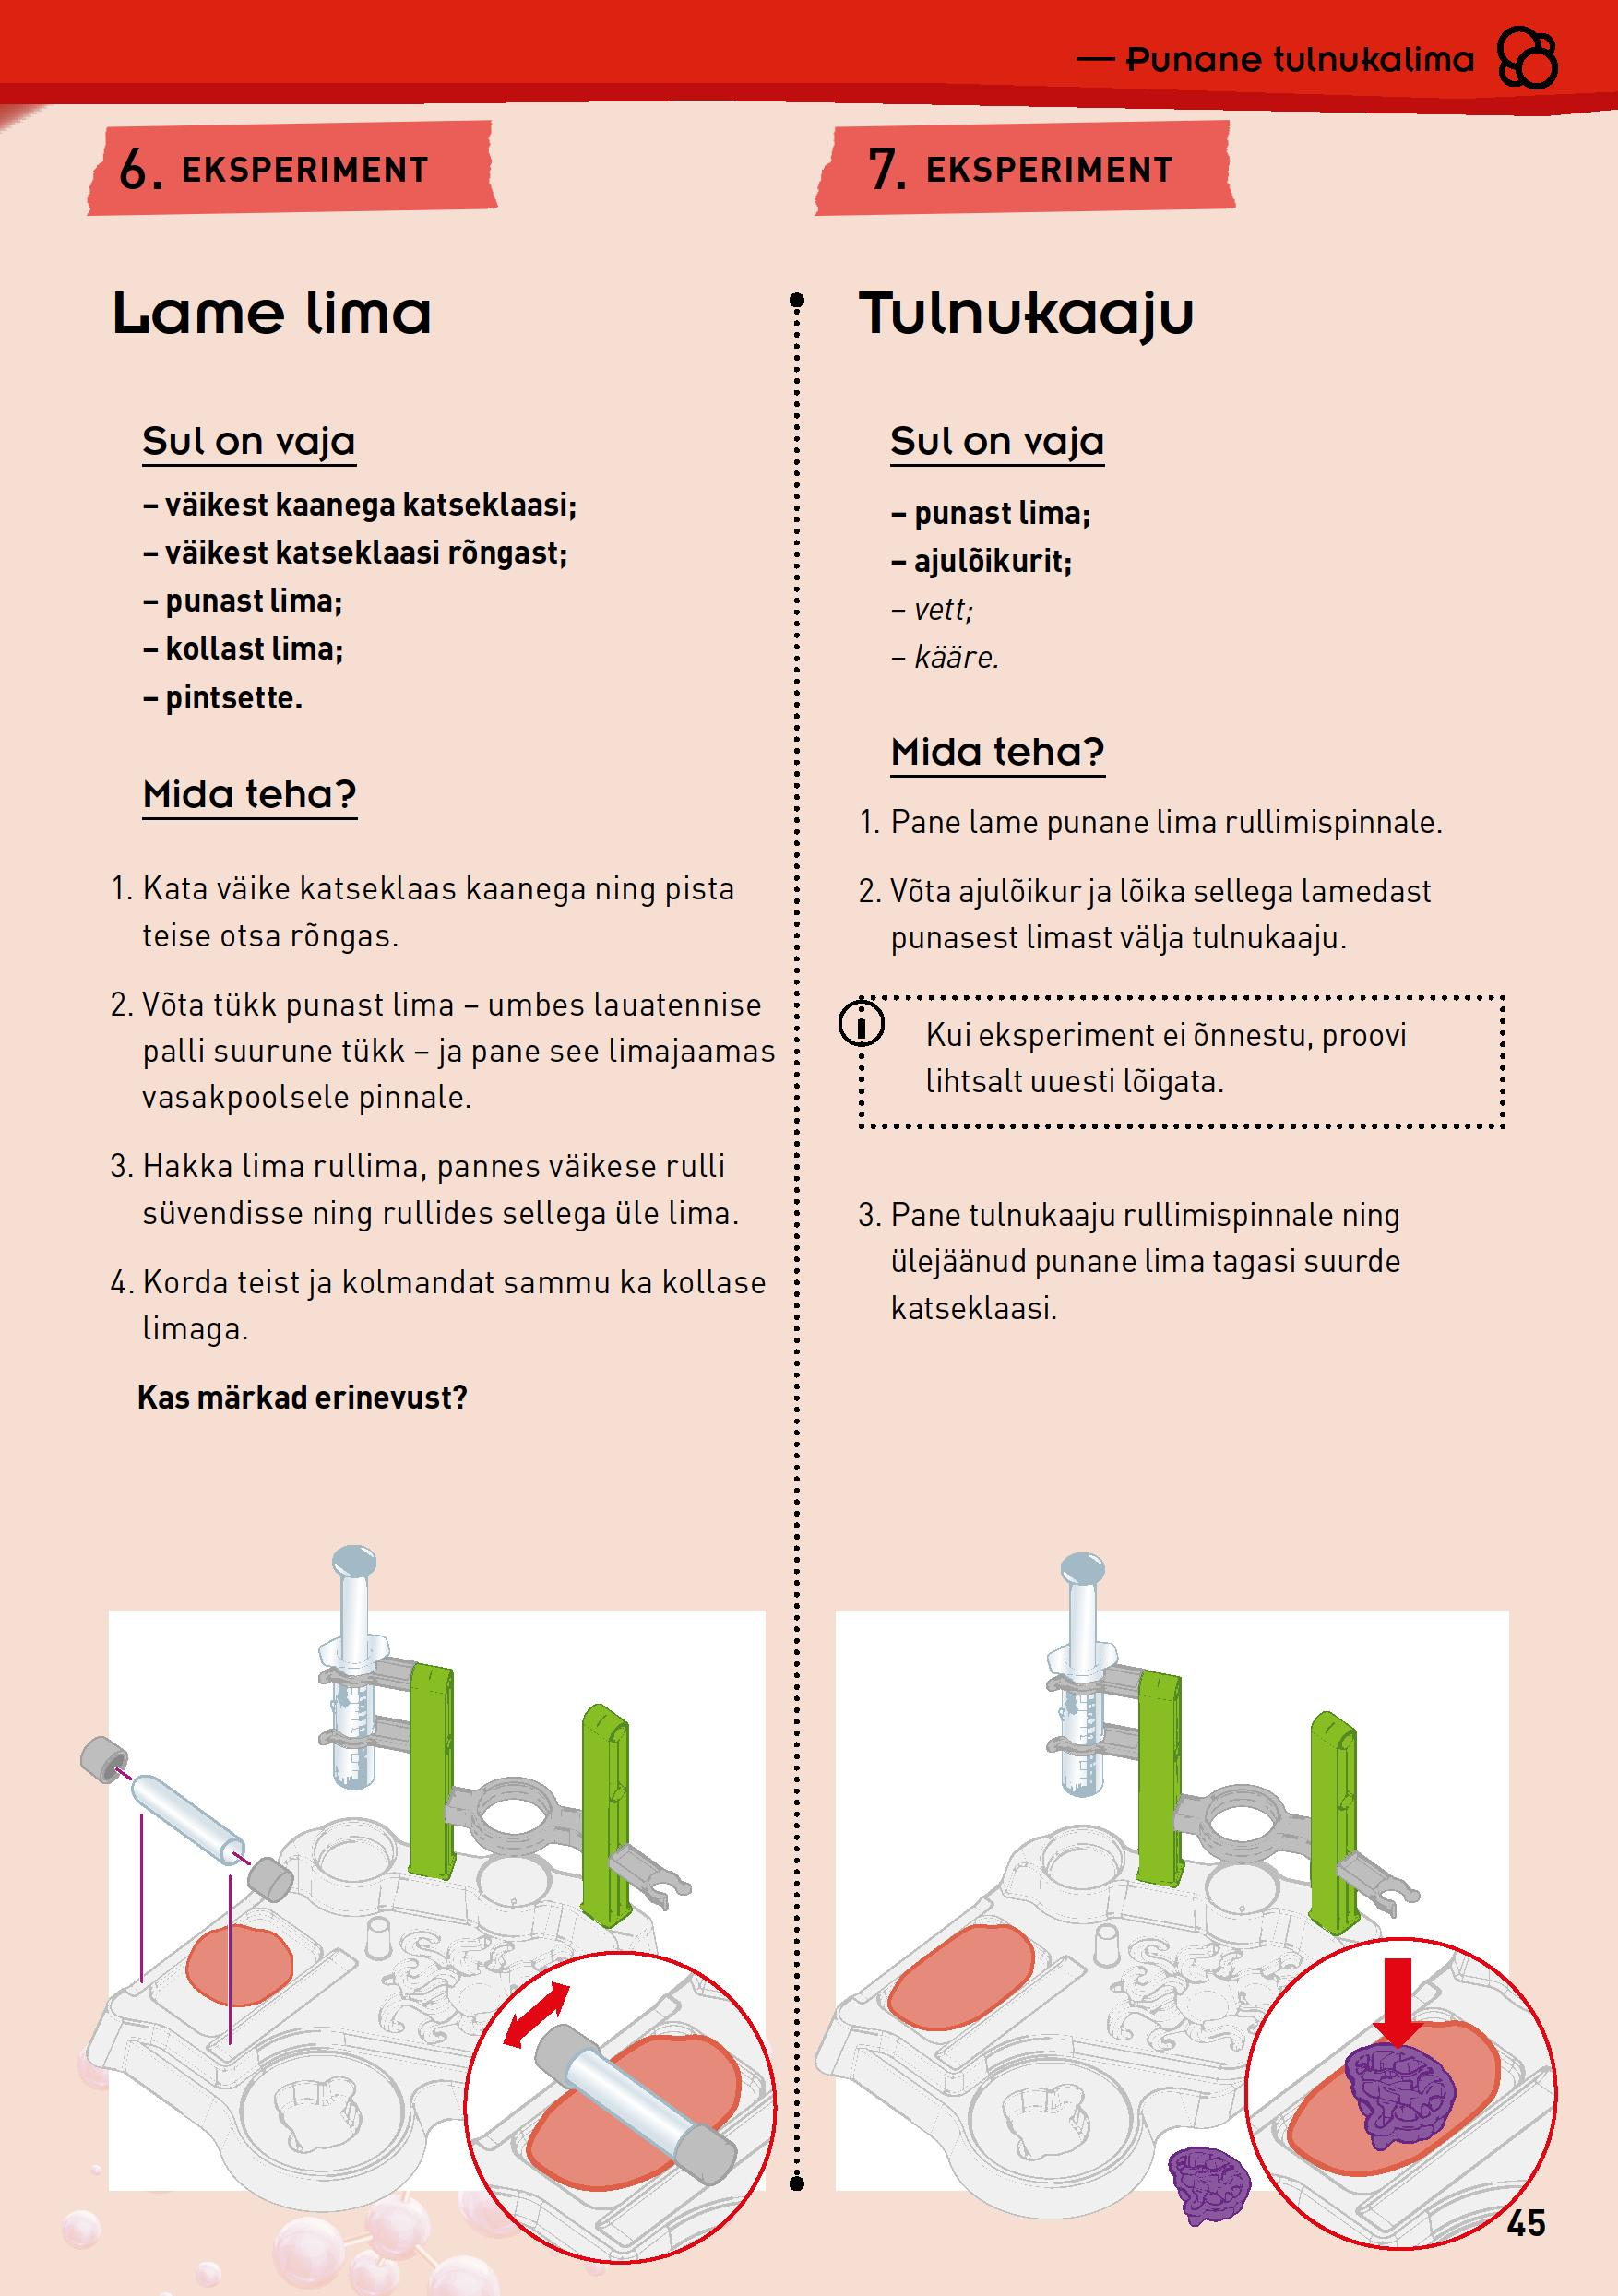 — Punane tulnukalima
6. EKSPERIMENT
Lame lima
Sul on vaja
– väikest kaanega katseklaasi;
– väikest katseklaasi rõngast;
– punast lima;
– kollast lima;
– pintsette.
Mida teha?
1. Kata väike katseklaas kaanega ning pista
teise otsa rõngas.
2. Võta tükk punast lima – umbes lauatennise
palli suurune tükk – ja pane see limajaamas
vasakpoolsele pinnale.
3. Hakka lima rullima, pannes väikese rulli
süvendisse ning rullides sellega üle lima.
4. Korda teist ja kolmandat sammu ka kollase
limaga.
Kas märkad erinevust?
7. EKSPERIMENT
Tulnukaaju
Sul on vaja
– punast lima;
– ajulõikurit;
– vett;
– kääre.
Mida teha?
1. Pane lame punane lima rullimispinnale.
2. Võta ajulõikur ja lõika sellega lamedast
punasest limast välja tulnukaaju.
i
Kui eksperiment ei õnnestu, proovi
lihtsalt uuesti lõigata.
3. Pane tulnukaaju rullimispinnale ning
ülejäänud punane lima tagasi suurde
katseklaasi.
45